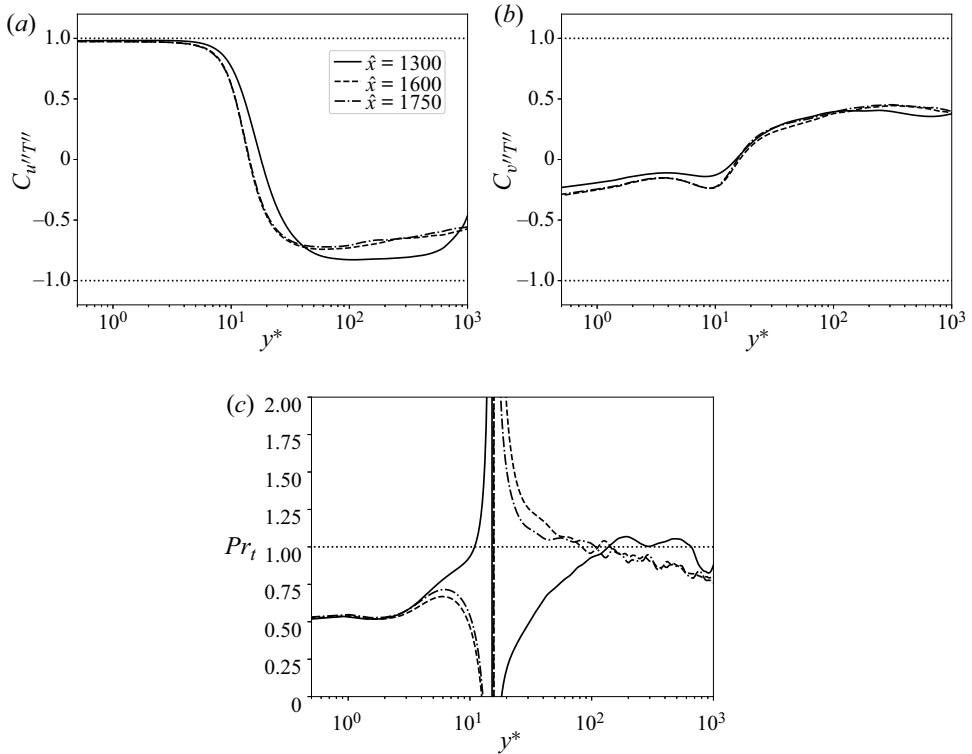 (a)
1.0
0.5
0
–0.5
–1.0
C_{u′′T′′}
x̂ = 1300
x̂ = 1600
x̂ = 1750
10^0 10^1 10^2 10^3
y*
(b)
1.0
0.5
0
–0.5
–1.0
C_{v′′T′′}
10^0 10^1 10^2 10^3
y*
(c)
2.00
1.75
1.50
1.25
1.00
0.75
0.50
0.25
0
Pr_t
10^0 10^1 10^2 10^3
y*